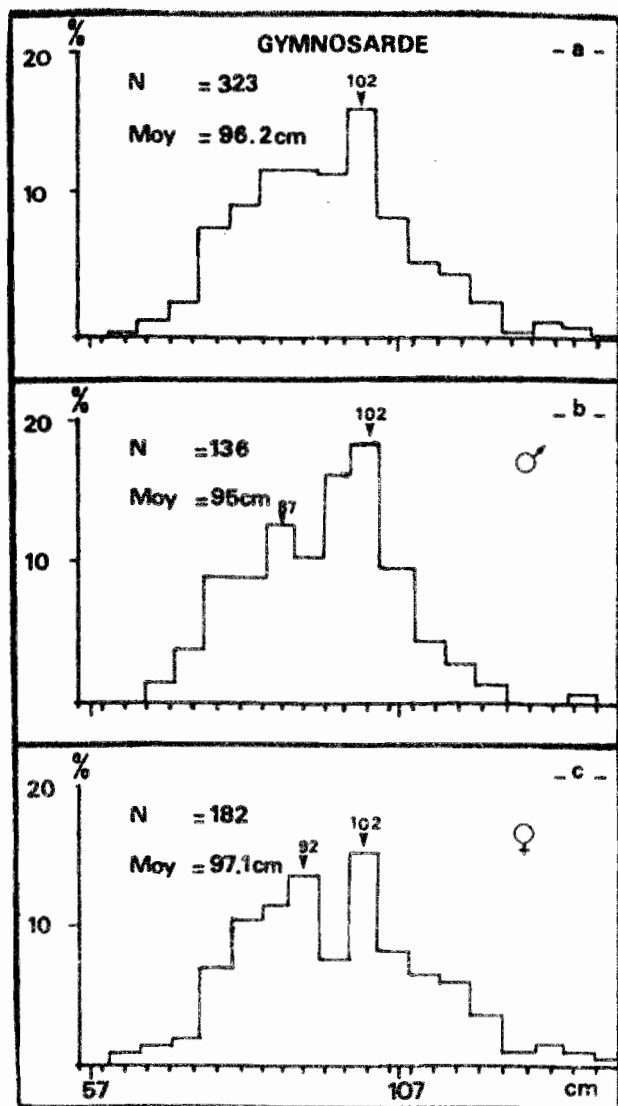 %
GYMNOSARDE
- a -
20
N = 323
102
Moy = 96.2cm
10
%
- b -
20
102
N =136
♂
Moy = 95cm
87
10
%
- c -
20
N =182
102
♀
92
Moy = 97.1cm
10
57
107
cm